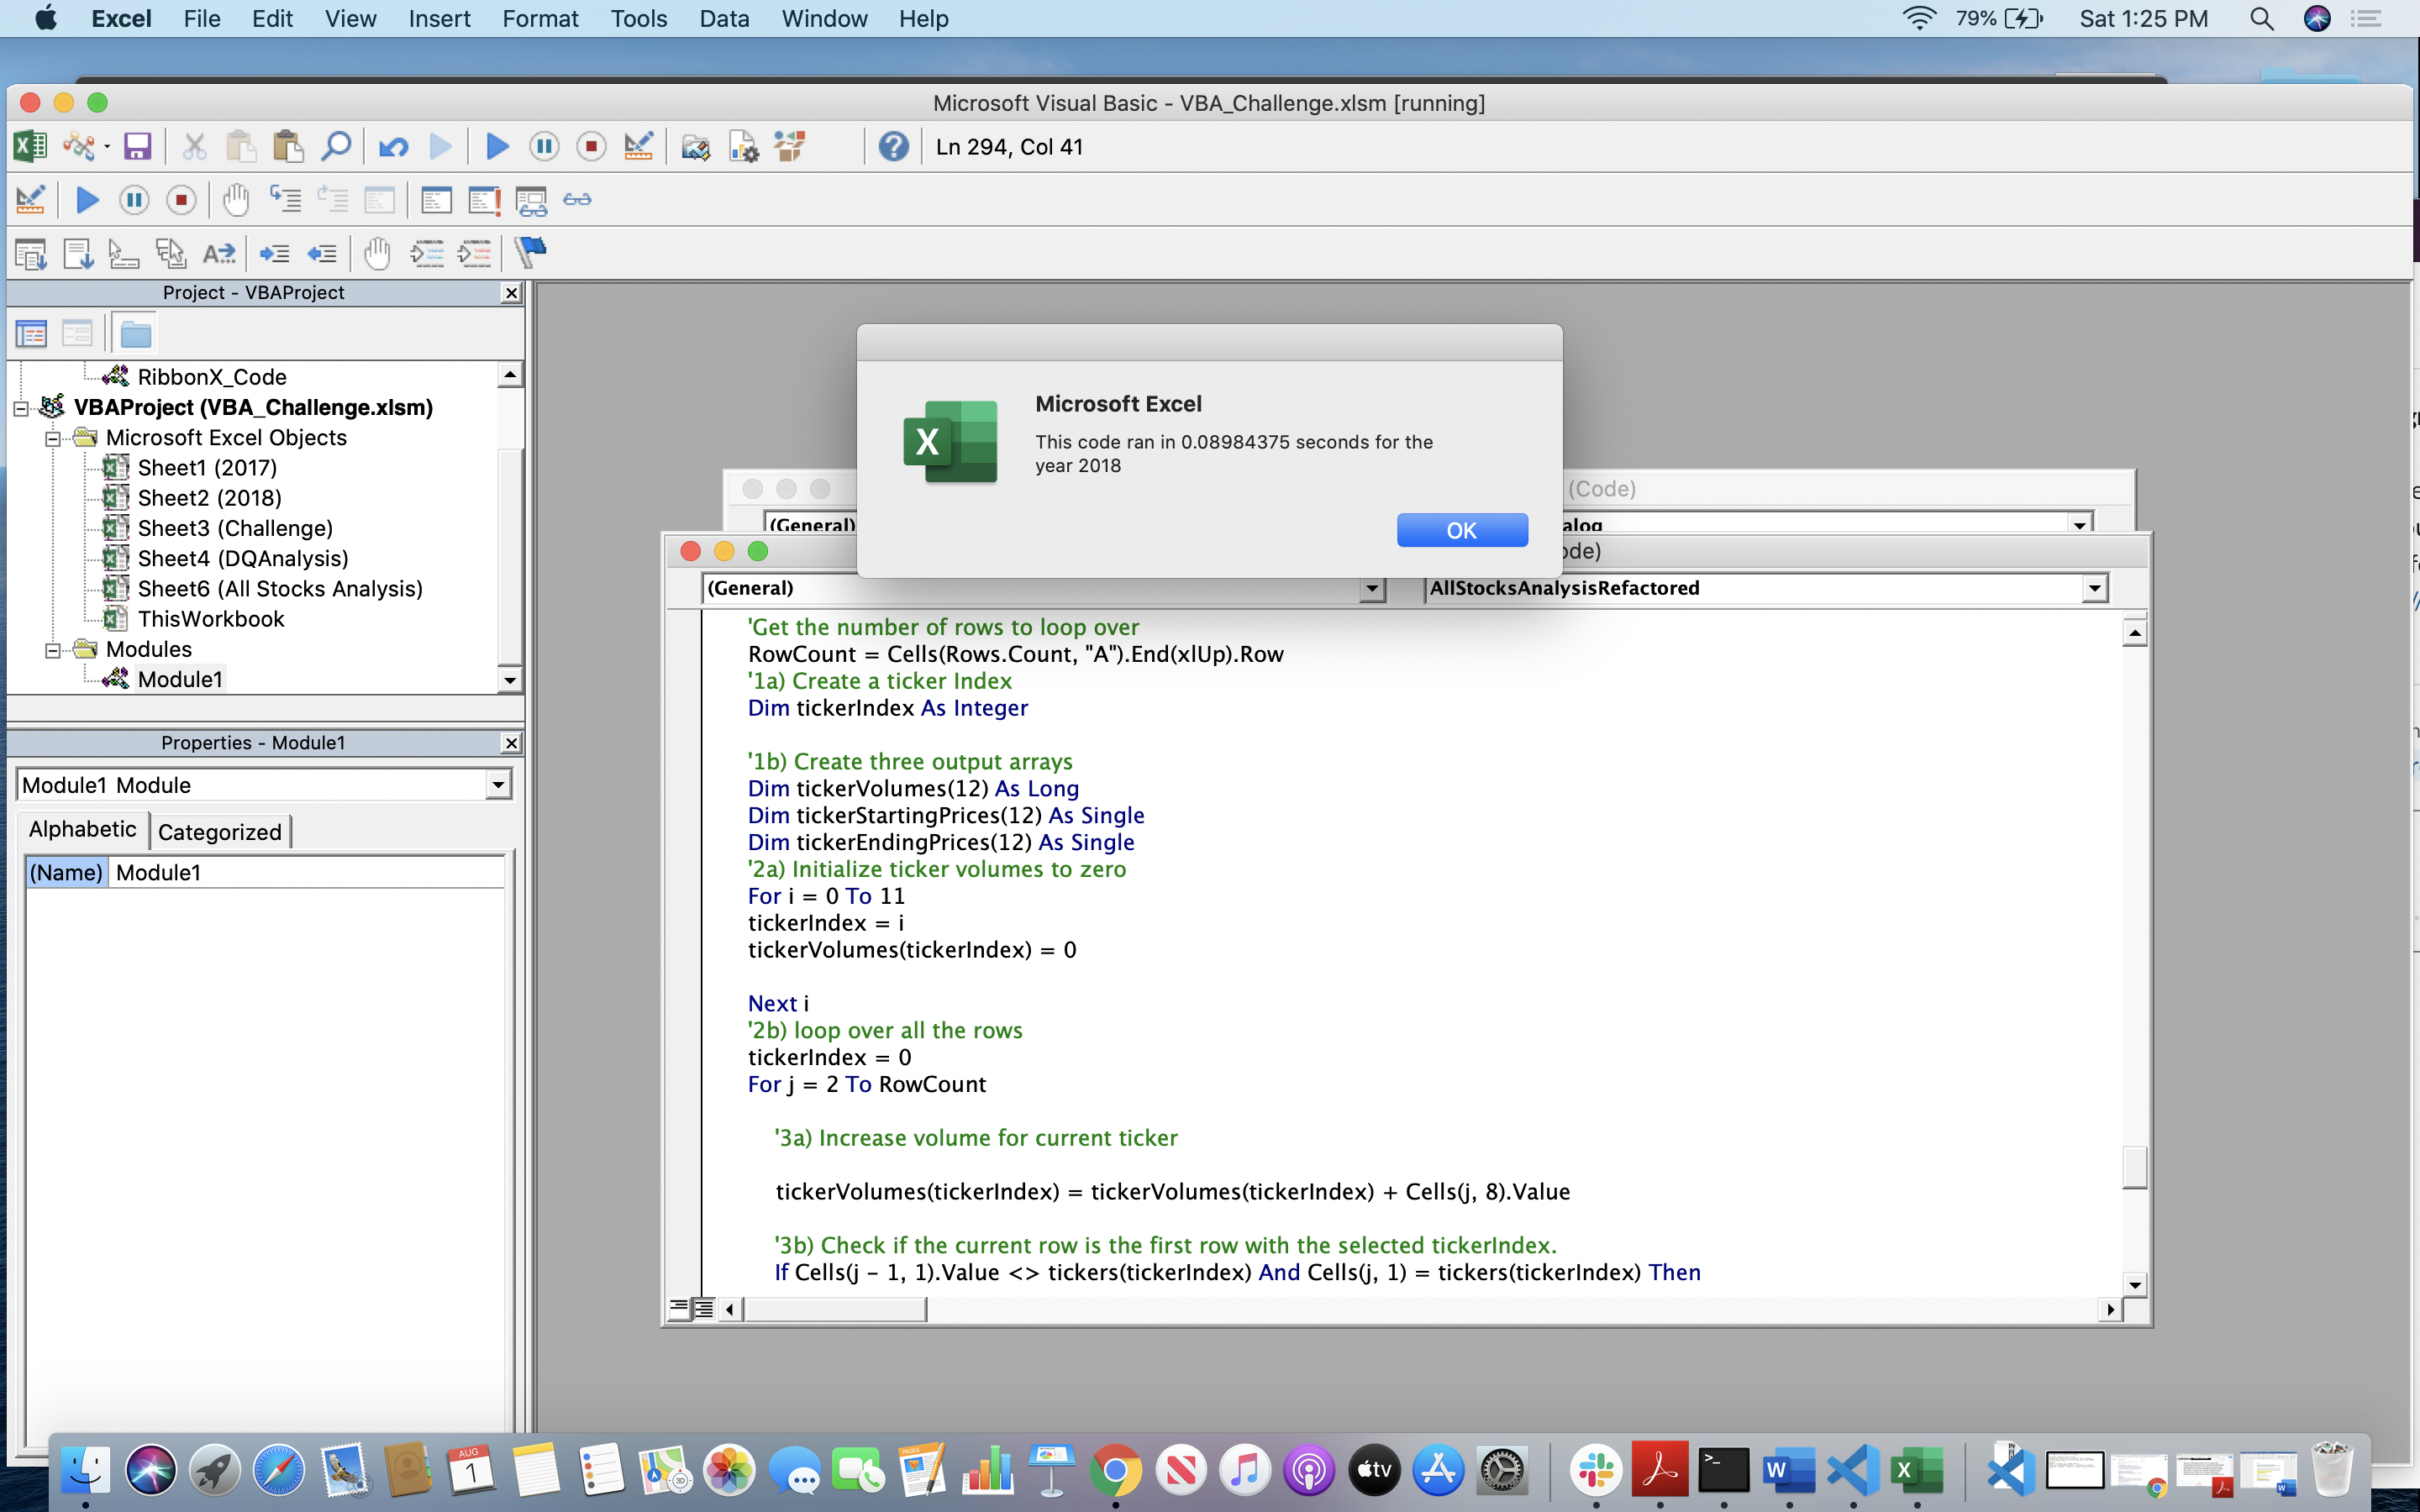 Excel File Edit View Insert Format Tools Data Window Help 79% Sat 1:25 PM
Microsoft Visual Basic - VBA_Challenge.xlsm [running]
Ln 294, Col 41
Project - VBAProject
RibbonX_Code
VBAProject (VBA_Challenge.xlsm)
Microsoft Excel Objects
Sheet1 (2017)
Sheet2 (2018)
Sheet3 (Challenge)
Sheet4 (DQAnalysis)
Sheet6 (All Stocks Analysis)
ThisWorkbook
Modules
Module1
Properties - Module1
Module1 Module
Alphabetic Categorized
(Name) Module1
Microsoft Excel
This code ran in 0.08984375 seconds for the
year 2018
OK
(Code)
(General)
(General) AllStocksAnalysisRefactored
'Get the number of rows to loop over
RowCount = Cells(Rows.Count, "A").End(xlUp).Row
'1a) Create a ticker Index
Dim tickerIndex As Integer
'1b) Create three output arrays
Dim tickerVolumes(12) As Long
Dim tickerStartingPrices(12) As Single
Dim tickerEndingPrices(12) As Single
'2a) Initialize ticker volumes to zero
For i = 0 To 11
tickerIndex = i
tickerVolumes(tickerIndex) = 0
Next i
'2b) loop over all the rows
tickerIndex = 0
For j = 2 To RowCount
'3a) Increase volume for current ticker
tickerVolumes(tickerIndex) = tickerVolumes(tickerIndex) + Cells(j, 8).Value
'3b) Check if the current row is the first row with the selected tickerIndex.
If Cells(j - 1, 1).Value <> tickers(tickerIndex) And Cells(j, 1) = tickers(tickerIndex) Then
AUG
1
PAGES
tv